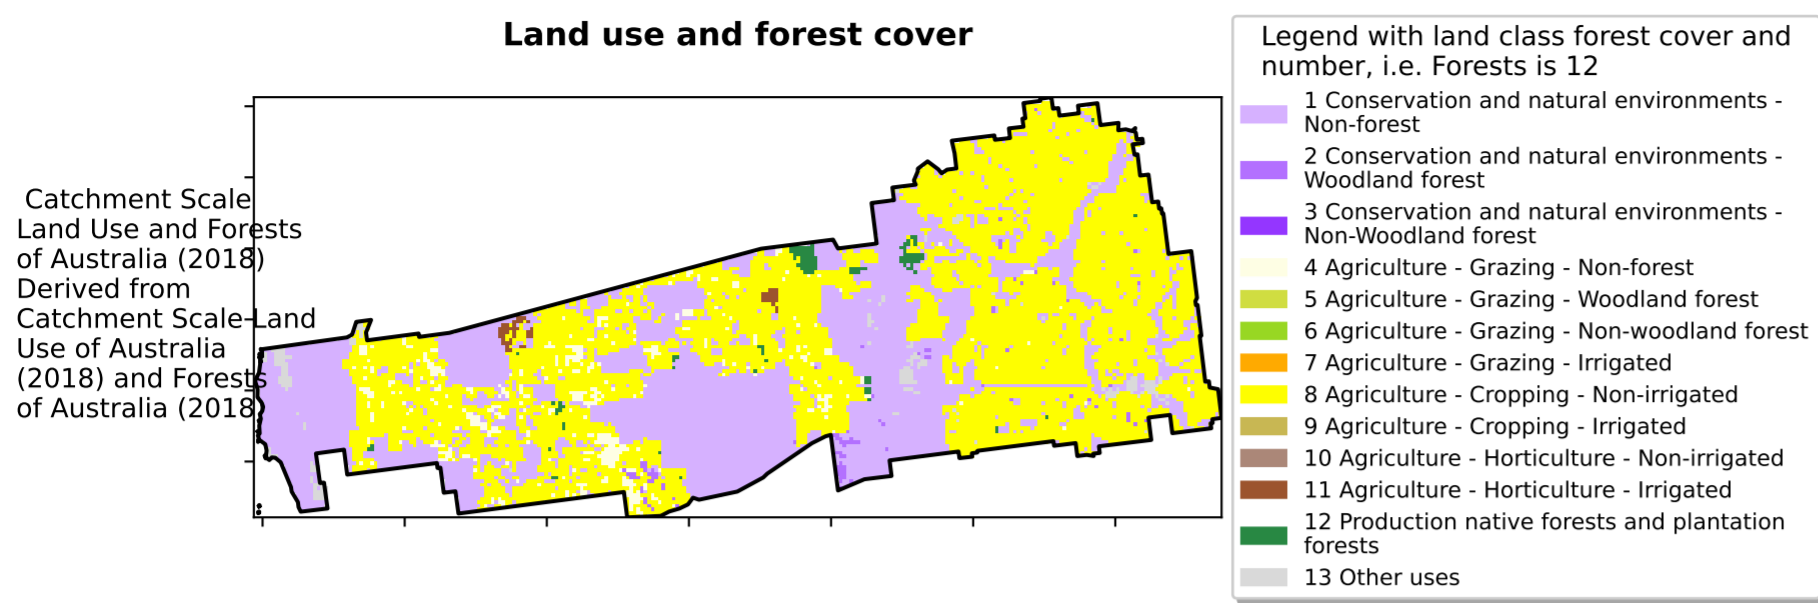 Land use and forest cover
Catchment Scale
Land Use and Forests
of Australia (2018)
Derived from
Catchment Scale Land
Use of Australia
(2018) and Forests
of Australia (2018
Legend with land class forest cover and
number, i.e. Forests is 12
1 Conservation and natural environments -
Non-forest
2 Conservation and natural environments -
Woodland forest
3 Conservation and natural environments -
Non-Woodland forest
4 Agriculture - Grazing - Non-forest
5 Agriculture - Grazing - Woodland forest
6 Agriculture - Grazing - Non-woodland forest
7 Agriculture - Grazing - Irrigated
8 Agriculture - Cropping - Non-irrigated
9 Agriculture - Cropping - Irrigated
10 Agriculture - Horticulture - Non-irrigated
11 Agriculture - Horticulture - Irrigated
12 Production native forests and plantation
forests
13 Other uses